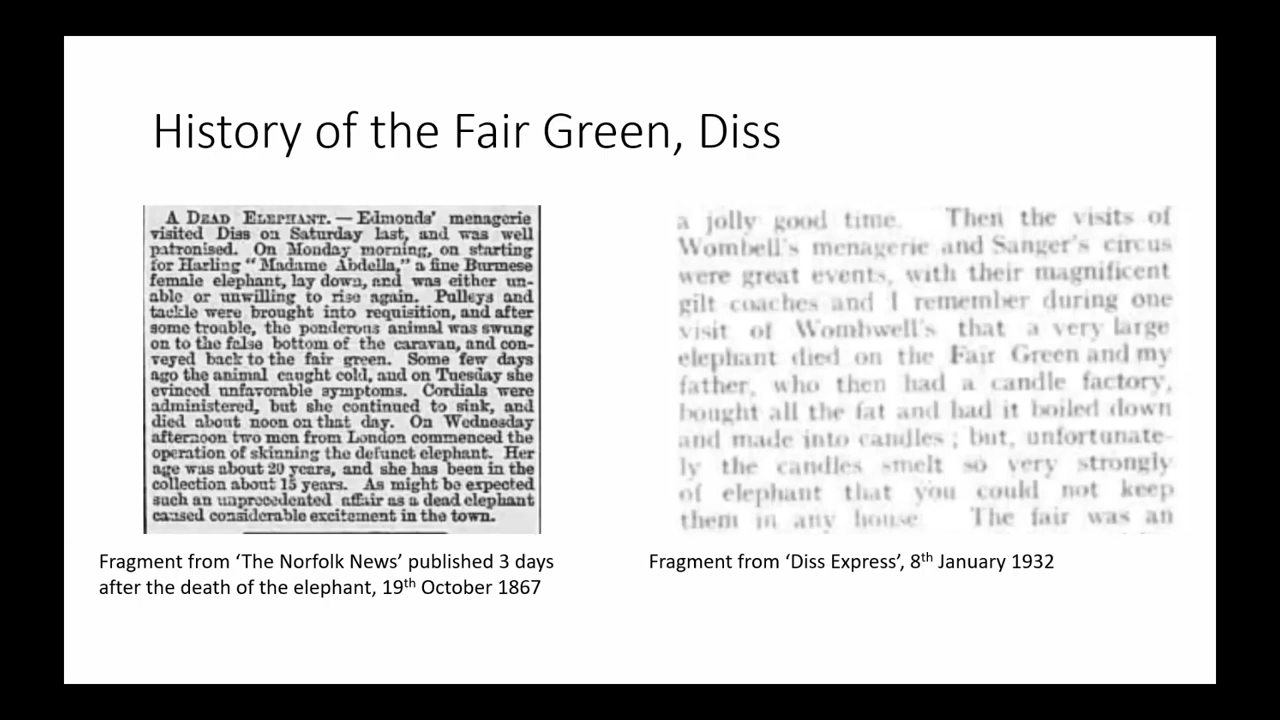 History of the Fair Green, Diss
A DEAD ELEPHANT. — Edmonds' menagerie
visited Diss on Saturday last, and was well
patronised. On Monday morning, on starting
for Harling "Madame Abdella," a fine Burmese
female elephant, lay down, and was either un-
able or unwilling to rise again. Pulleys and
tackle were brought into requisition, and after
some trouble, the ponderous animal was swung
on to the false bottom of the caravan, and con-
veyed back to the fair green. Some few days
ago the animal caught cold, and on Tuesday she
evinced unfavorable symptoms. Cordials were
administered, but she continued to sink, and
died about noon on that day. On Wednesday
afternoon two men from London commenced the
operation of skinning the defunct elephant. Her
age was about 20 years, and she has been in the
collection about 15 years. As might be expected
such an unprecedented affair as a dead elephant
caused considerable excitement in the town.
Fragment from ‘The Norfolk News’ published 3 days
after the death of the elephant, 19th October 1867
a jolly good time. Then the visits of
Wombell's menagerie and Sanger's circus
were great events, with their magnificent
gilt coaches and I remember during one
visit of Wombwell's that a very large
elephant died on the Fair Green and my
father, who then had a candle factory,
bought all the fat and had it boiled down
and made into candles ; but, unfortunate-
ly the candles smelt so very strongly
of elephant that you could not keep
them in any house. The fair was an
Fragment from ‘Diss Express’, 8th January 1932